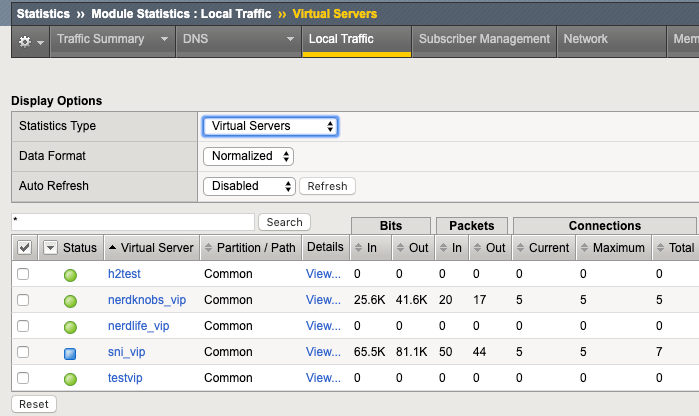 Statistics ›› Module Statistics : Local Traffic ›› Virtual Servers
Traffic Summary DNS Local Traffic Subscriber Management Network Mem
Display Options
Statistics Type Virtual Servers
Data Format Normalized
Auto Refresh Disabled Refresh
* Search Bits Packets Connections
Status Virtual Server Partition / Path Details In Out In Out Current Maximum Total
h2test Common View... 0 0 0 0 0 0 0
nerdknobs_vip Common View... 25.6K 41.6K 20 17 5 5 5
nerdlife_vip Common View... 0 0 0 0 0 0 0
sni_vip Common View... 65.5K 81.1K 50 44 5 5 7
testvip Common View... 0 0 0 0 0 0 0
Reset